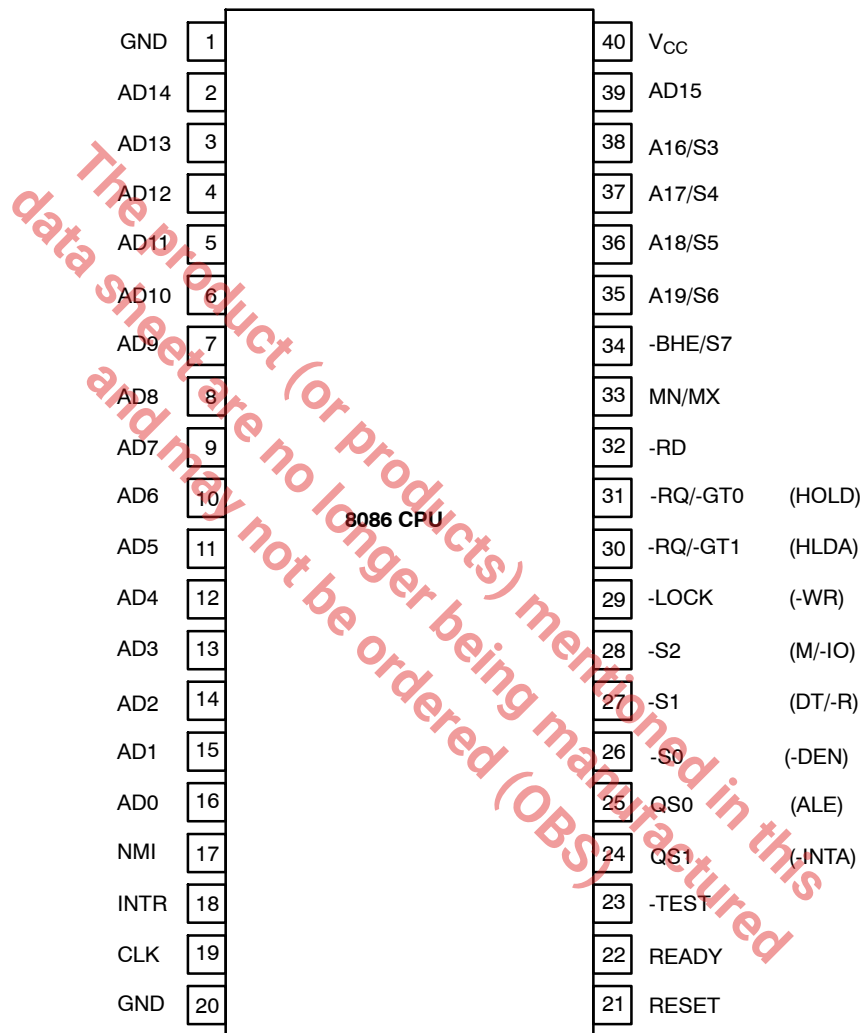 GND 1 40 VCC
AD14 2 39 AD15
AD13 3 38 A16/S3
AD12 4 37 A17/S4
AD11 5 36 A18/S5
AD10 6 35 A19/S6
AD9 7 34 -BHE/S7
AD8 8 33 MN/MX
AD7 9 32 -RD
AD6 10 31 -RQ/-GT0 (HOLD)
8086 CPU
AD5 11 30 -RQ/-GT1 (HLDA)
AD4 12 29 -LOCK (-WR)
AD3 13 28 -S2 (M/-IO)
AD2 14 27 -S1 (DT/-R)
AD1 15 26 -S0 (-DEN)
AD0 16 25 QS0 (ALE)
NMI 17 24 QS1 (-INTA)
INTR 18 23 -TEST
CLK 19 22 READY
GND 20 21 RESET
The product (or products) mentioned in this
data sheet are no longer being manufactured
and may not be ordered (OBS)